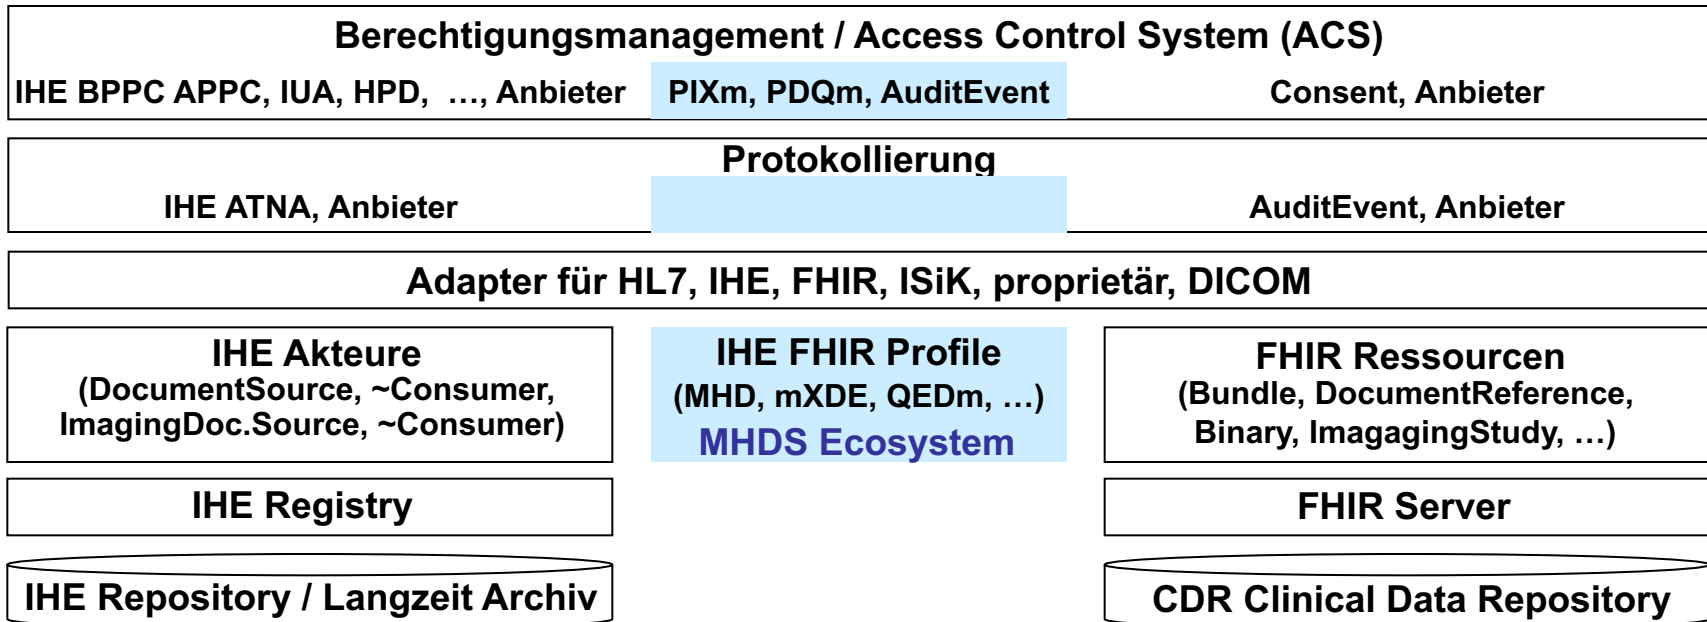 Berechtigungsmanagement / Access Control System (ACS)
IHE BPPC APPC, IUA, HPD, …, Anbieter PIXm, PDQm, AuditEvent Consent, Anbieter
Protokollierung
IHE ATNA, Anbieter AuditEvent, Anbieter
Adapter für HL7, IHE, FHIR, ISiK, proprietär, DICOM
IHE Akteure
(DocumentSource, ~Consumer,
ImagingDoc.Source, ~Consumer)
IHE FHIR Profile
(MHD, mXDE, QEDm, …)
MHDS Ecosystem
FHIR Ressourcen
(Bundle, DocumentReference,
Binary, ImagagingStudy, …)
IHE Registry
FHIR Server
IHE Repository / Langzeit Archiv
CDR Clinical Data Repository